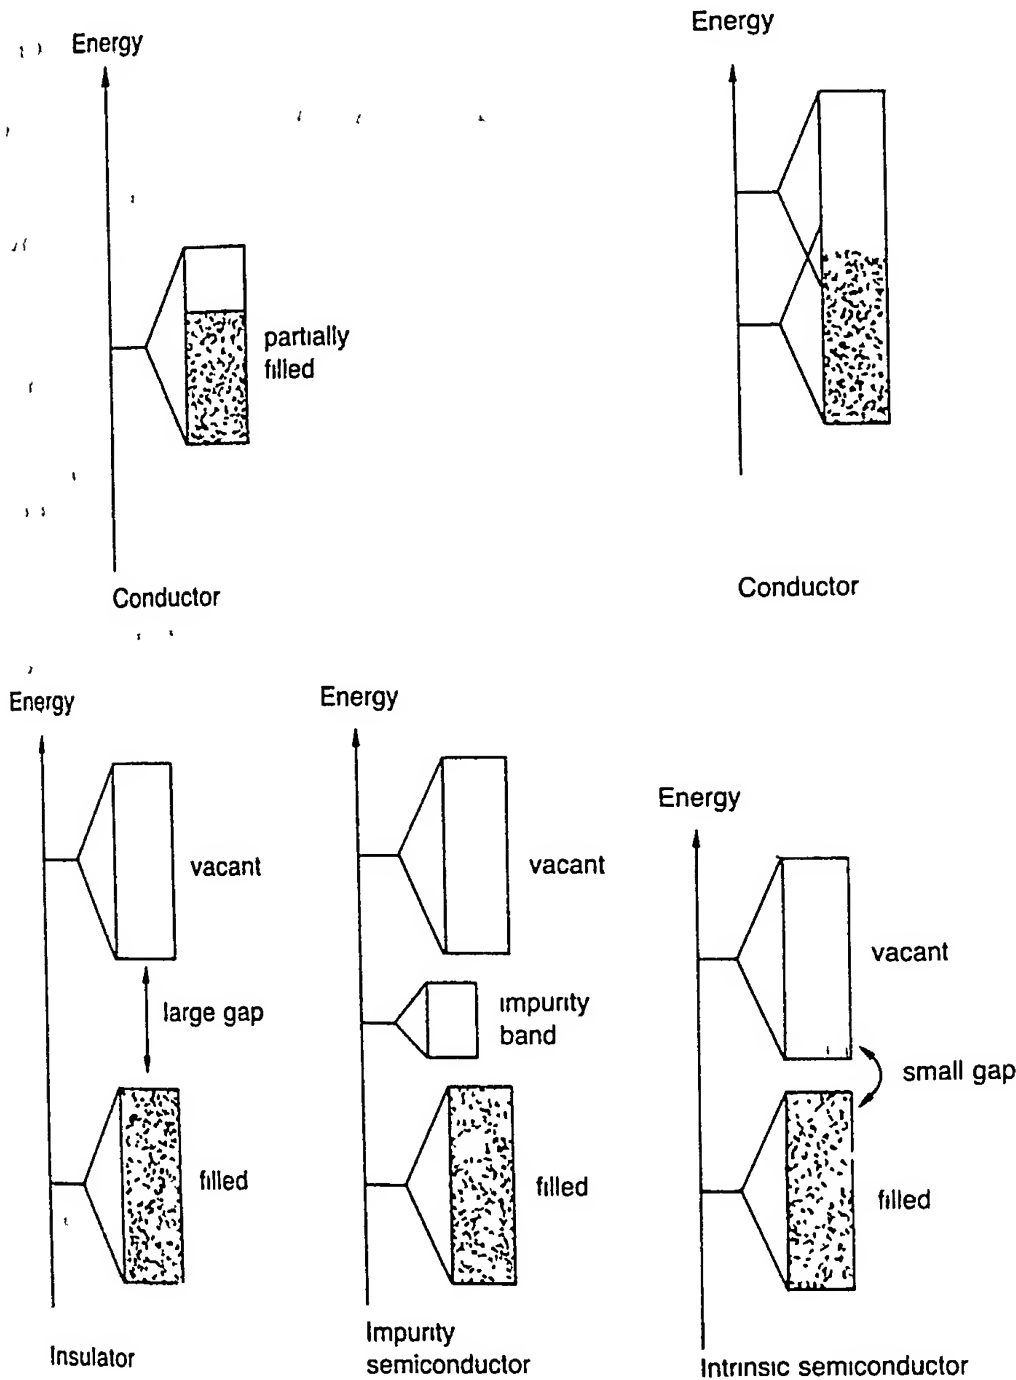 Energy
partially
filled
Conductor
Energy
Conductor
Energy
vacant
large gap
filled
Insulator
Energy
vacant
impurity
band
filled
Impurity
semiconductor
Energy
vacant
small gap
filled
Intrinsic semiconductor